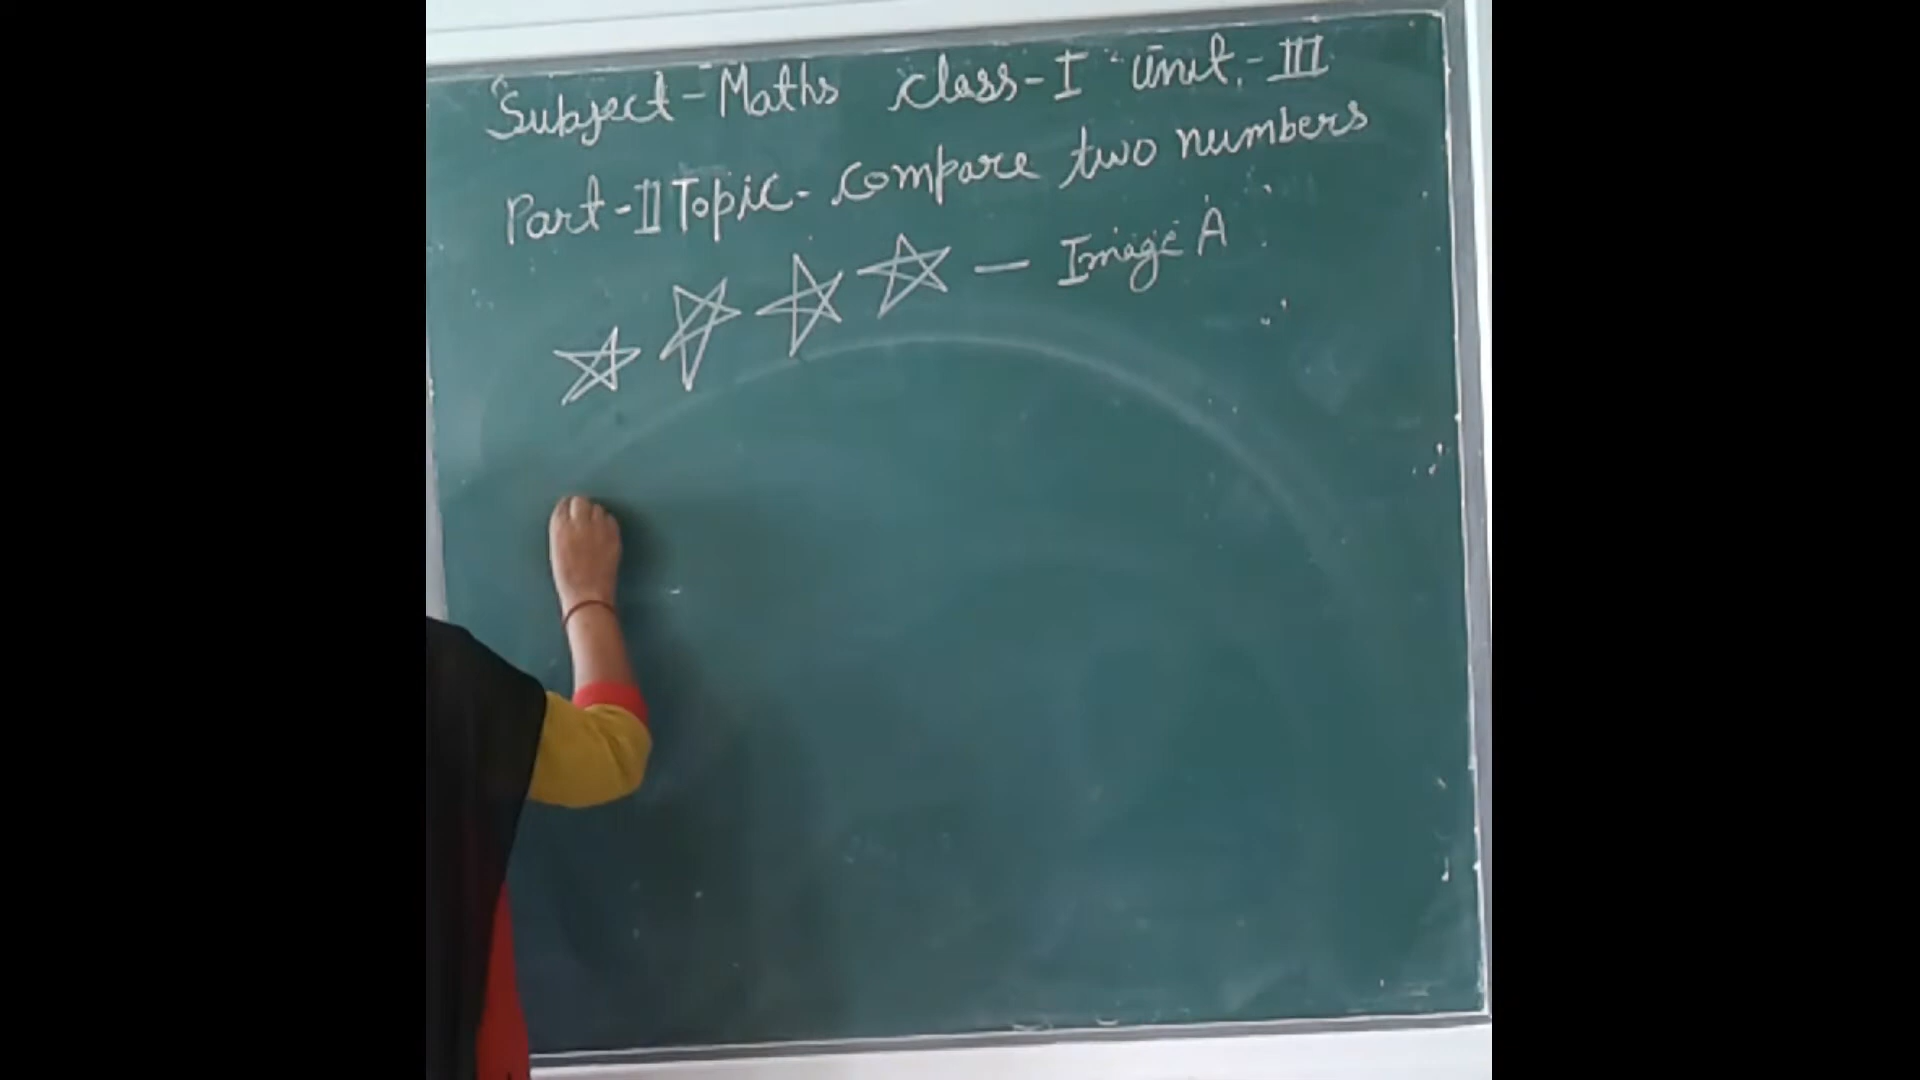 Subject - Maths class - I Unit. - III
Part - II Topic - compare two numbers
— Image A